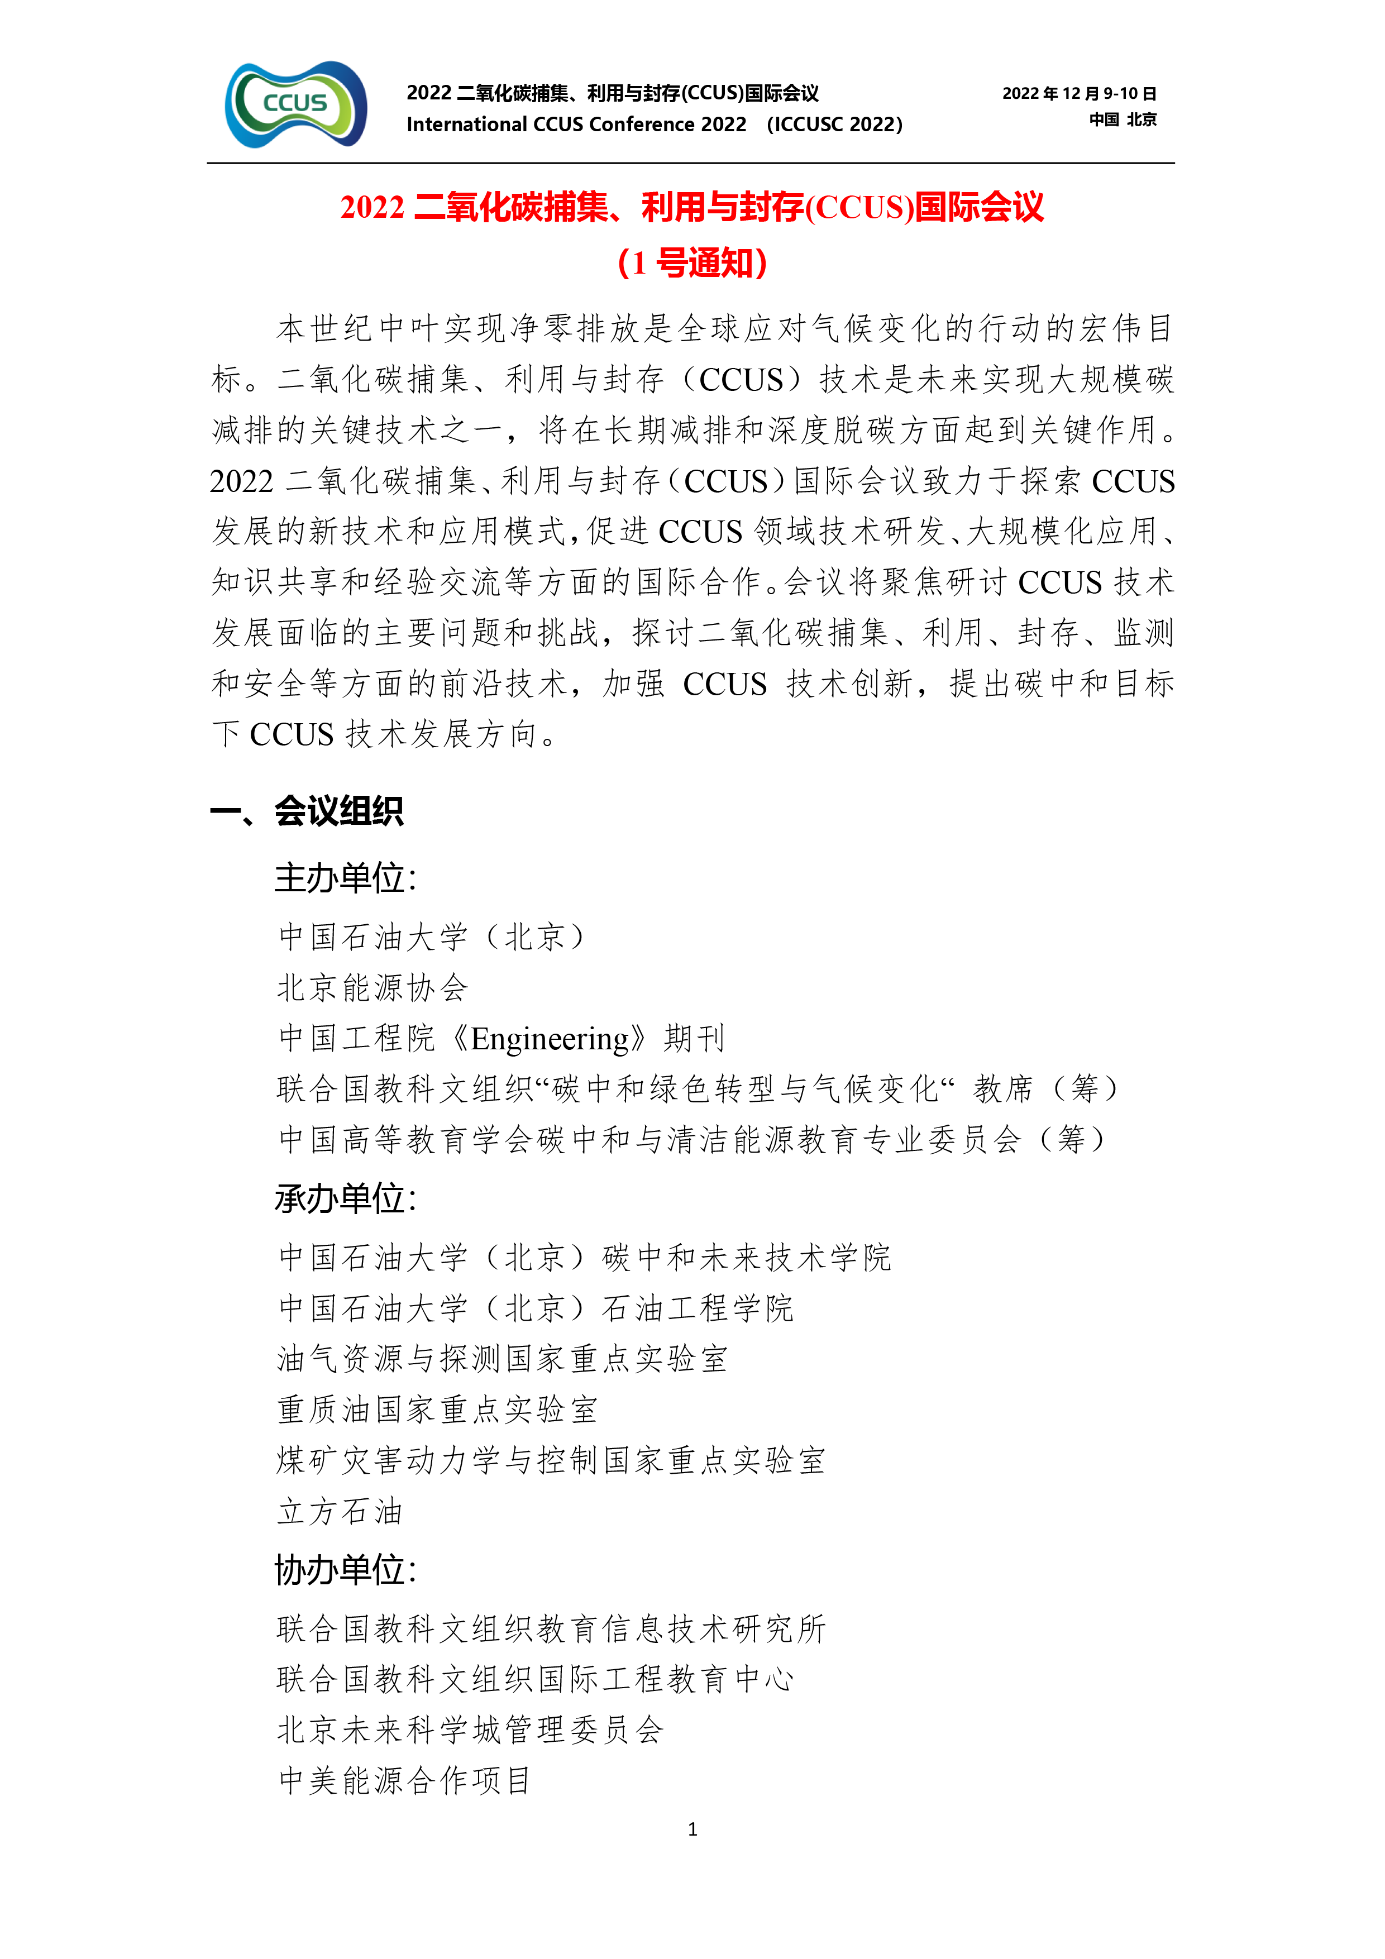 CCUS
2022 二氧化碳捕集、利用与封存(CCUS)国际会议
International CCUS Conference 2022 （ICCUSC 2022）
2022 年 12 月 9-10 日
中国 北京
2022 二氧化碳捕集、利用与封存(CCUS)国际会议
（1 号通知）
本世纪中叶实现净零排放是全球应对气候变化的行动的宏伟目
标。二氧化碳捕集、利用与封存（CCUS）技术是未来实现大规模碳
减排的关键技术之一，将在长期减排和深度脱碳方面起到关键作用。
2022 二氧化碳捕集、利用与封存（CCUS）国际会议致力于探索 CCUS
发展的新技术和应用模式，促进 CCUS 领域技术研发、大规模化应用、
知识共享和经验交流等方面的国际合作。会议将聚焦研讨 CCUS 技术
发展面临的主要问题和挑战，探讨二氧化碳捕集、利用、封存、监测
和安全等方面的前沿技术，加强 CCUS 技术创新，提出碳中和目标
下 CCUS 技术发展方向。
一、会议组织
主办单位：
中国石油大学（北京）
北京能源协会
中国工程院《Engineering》期刊
联合国教科文组织“碳中和绿色转型与气候变化“ 教席（筹）
中国高等教育学会碳中和与清洁能源教育专业委员会（筹）
承办单位：
中国石油大学（北京）碳中和未来技术学院
中国石油大学（北京）石油工程学院
油气资源与探测国家重点实验室
重质油国家重点实验室
煤矿灾害动力学与控制国家重点实验室
立方石油
协办单位：
联合国教科文组织教育信息技术研究所
联合国教科文组织国际工程教育中心
北京未来科学城管理委员会
中美能源合作项目
1